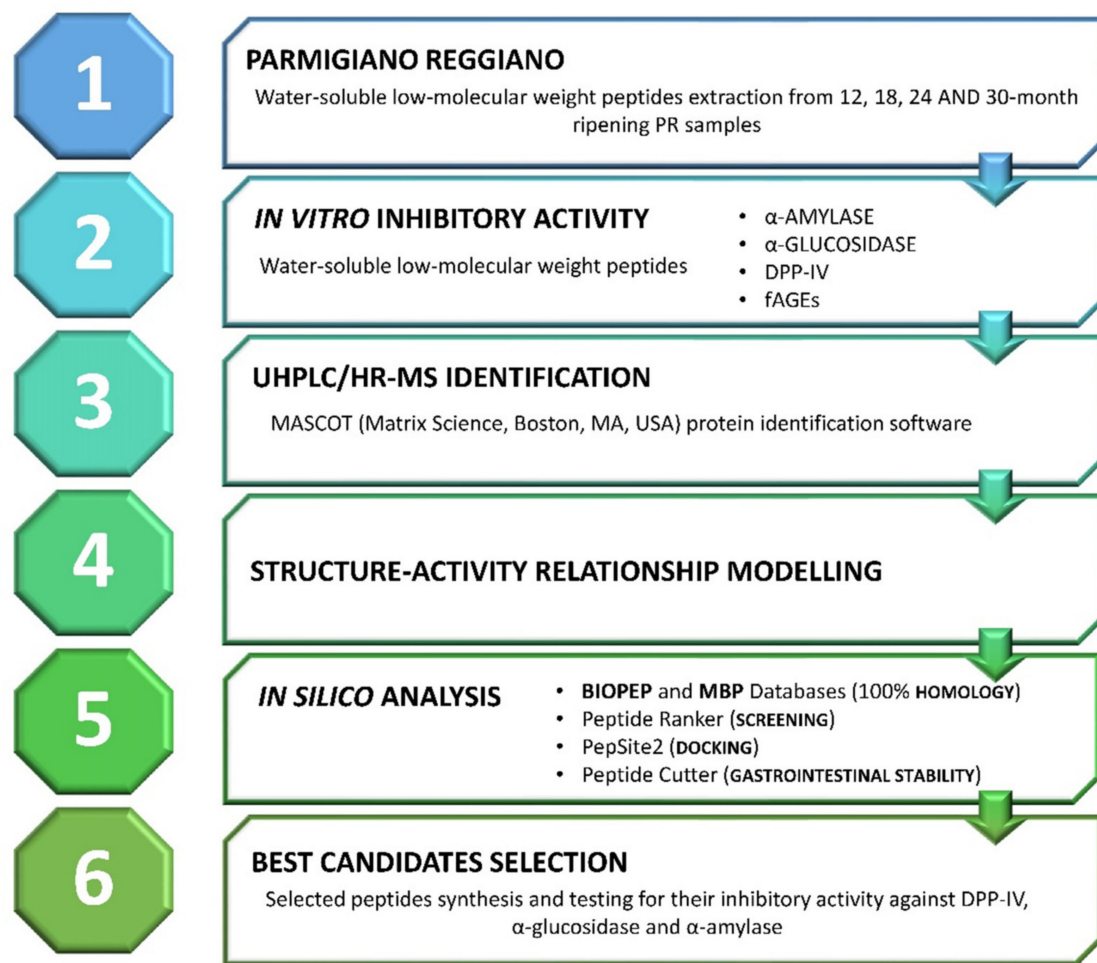 1
PARMIGIANO REGGIANO
Water-soluble low-molecular weight peptides extraction from 12, 18, 24 AND 30-month
ripening PR samples
2
IN VITRO INHIBITORY ACTIVITY
Water-soluble low-molecular weight peptides
• α-AMYLASE
• α-GLUCOSIDASE
• DPP-IV
• fAGEs
3
UHPLC/HR-MS IDENTIFICATION
MASCOT (Matrix Science, Boston, MA, USA) protein identification software
4
STRUCTURE-ACTIVITY RELATIONSHIP MODELLING
5
IN SILICO ANALYSIS
• BIOPEP and MBP Databases (100% HOMOLOGY)
• Peptide Ranker (SCREENING)
• PepSite2 (DOCKING)
• Peptide Cutter (GASTROINTESTINAL STABILITY)
6
BEST CANDIDATES SELECTION
Selected peptides synthesis and testing for their inhibitory activity against DPP-IV,
α-glucosidase and α-amylase